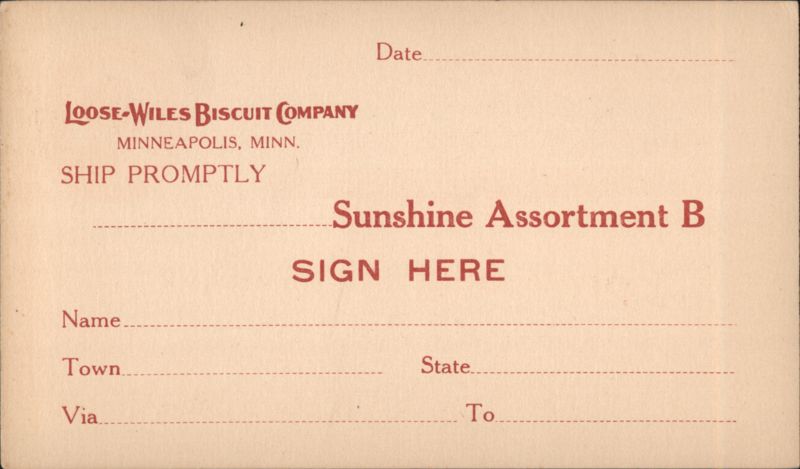 Date
LOOSE-WILES BISCUIT COMPANY
MINNEAPOLIS, MINN.
SHIP PROMPTLY
Sunshine Assortment B
SIGN HERE
Name
Town State
Via To